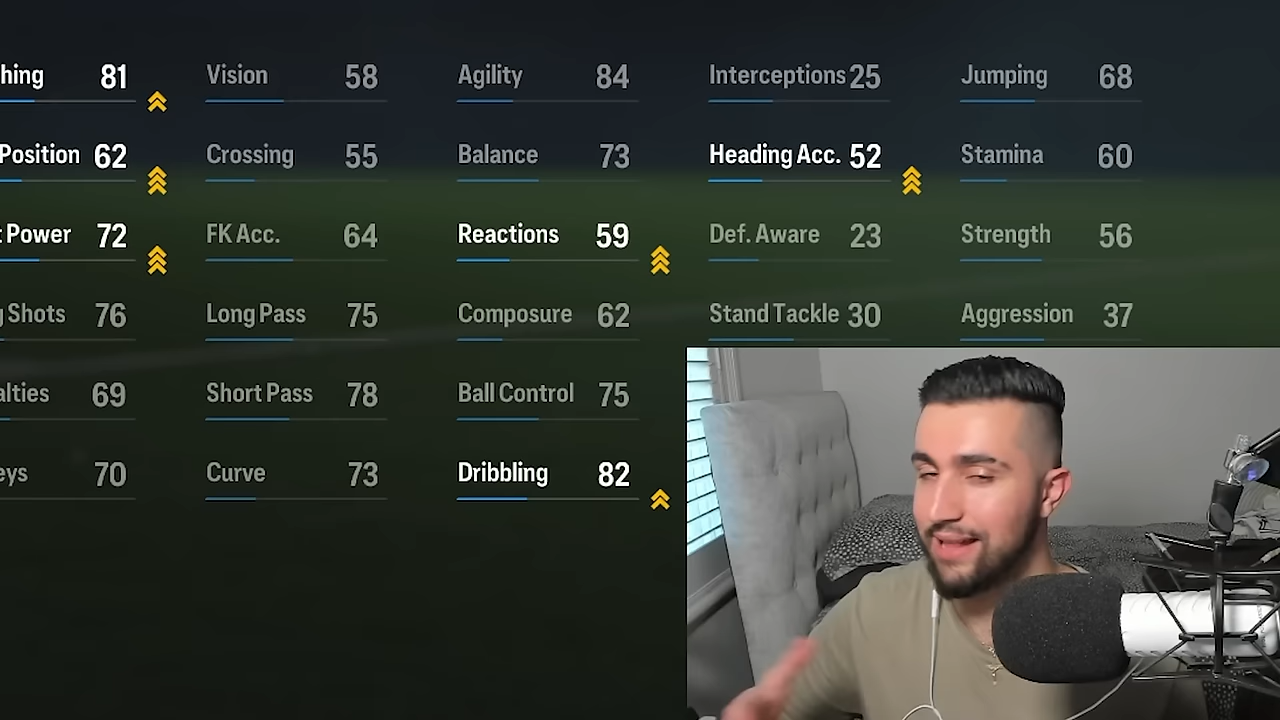 hing 81 Vision 58 Agility 84 Interceptions 25 Jumping 68
Position 62 Crossing 55 Balance 73 Heading Acc. 52 Stamina 60
t Power 72 FK Acc. 64 Reactions 59 Def. Aware 23 Strength 56
g Shots 76 Long Pass 75 Composure 62 Stand Tackle 30 Aggression 37
alties 69 Short Pass 78 Ball Control 75
eys 70 Curve 73 Dribbling 82